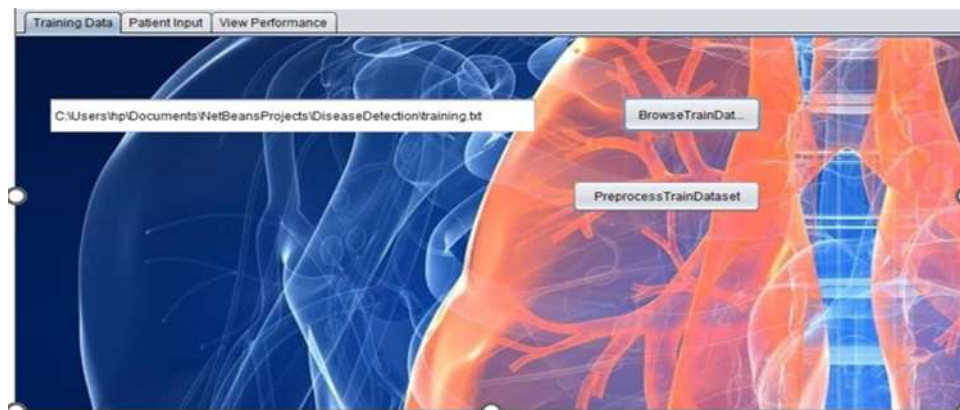 Training Data Patient Input View Performance
C:\Users\hp\Documents\NetBeansProjects\DiseaseDetection\training.txt BrowseTrainDat...
PreprocessTrainDataset